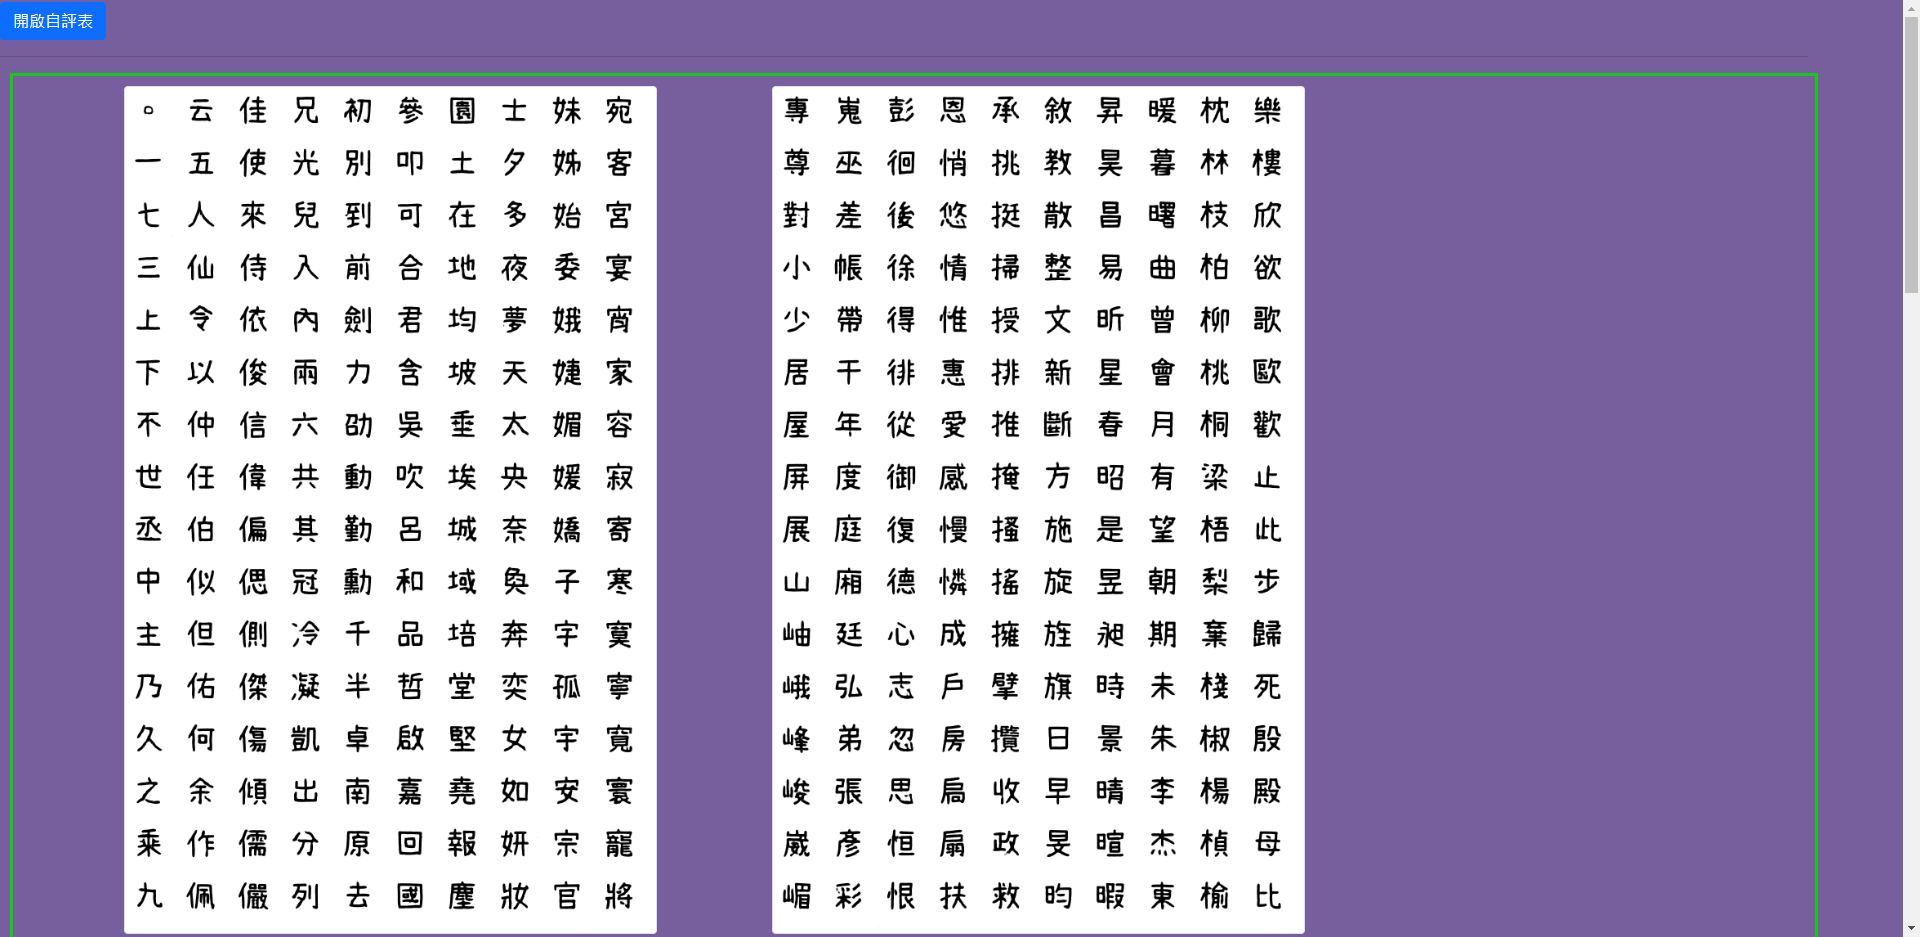 開啟自評表
。 云 佳 兄 初 參 園 士 妹 宛
一 五 使 光 別 叩 土 夕 姊 客
七 人 來 兒 到 可 在 多 始 宮
三 仙 侍 入 前 合 地 夜 委 宴
上 令 依 內 劍 君 均 夢 娥 宵
下 以 俊 兩 力 含 坡 天 婕 家
不 仲 信 六 劭 吳 垂 太 媚 容
世 任 偉 共 動 吹 埃 央 媛 寂
丞 伯 偏 其 勤 呂 城 奈 嬌 寄
中 似 偲 冠 勳 和 域 奐 子 寒
主 但 側 冷 千 品 培 奔 字 寞
乃 佑 傑 凝 半 哲 堂 奕 孤 寧
久 何 傷 凱 卓 啟 堅 女 宇 寬
之 余 傾 出 南 嘉 堯 如 安 寰
乘 作 儒 分 原 回 報 妍 宗 寵
九 佩 儷 列 去 國 塵 妝 官 將
專 嵬 彭 恩 承 敘 昇 暖 枕 樂
尊 巫 徊 悄 挑 教 昊 暮 林 樓
對 差 後 悠 挺 散 昌 曙 枝 欣
小 帳 徐 情 掃 整 易 曲 柏 欲
少 帶 得 惟 授 文 昕 曾 柳 歌
居 干 徘 惠 排 新 星 會 桃 歐
屋 年 從 愛 推 斷 春 月 桐 歡
屏 度 御 感 掩 方 昭 有 梁 止
展 庭 復 慢 搔 施 是 望 梧 此
山 廂 德 憐 搖 旋 昱 朝 梨 步
岫 廷 心 成 擁 旌 昶 期 棄 歸
峨 弘 志 戶 擘 旗 時 未 棧 死
峰 弟 忽 房 攬 日 景 朱 椒 殷
峻 張 思 扃 收 早 晴 李 楊 殿
崴 彥 恒 扇 政 旻 暄 杰 楨 母
嵋 彩 恨 扶 救 昀 暇 東 榆 比